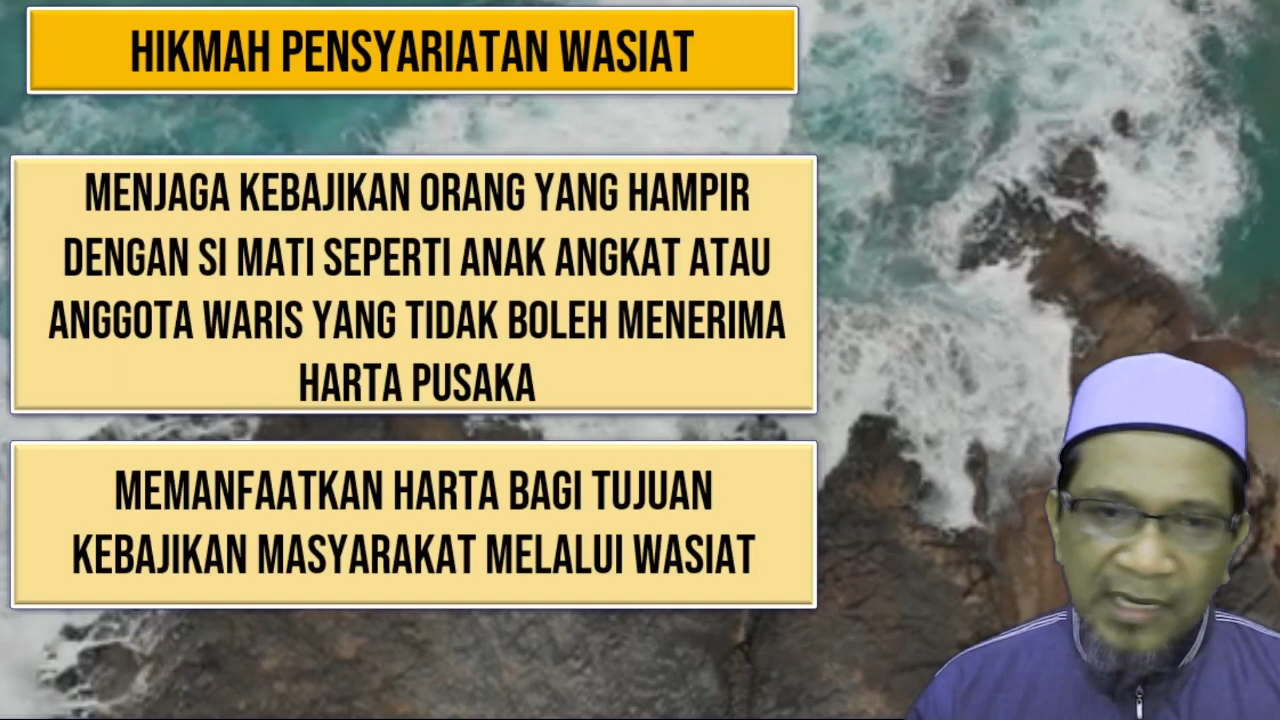 HIKMAH PENSYARIATAN WASIAT
MENJAGA KEBAJIKAN ORANG YANG HAMPIR
DENGAN SI MATI SEPERTI ANAK ANGKAT ATAU
ANGGOTA WARIS YANG TIDAK BOLEH MENERIMA
HARTA PUSAKA
MEMANFAATKAN HARTA BAGI TUJUAN
KEBAJIKAN MASYARAKAT MELALUI WASIAT